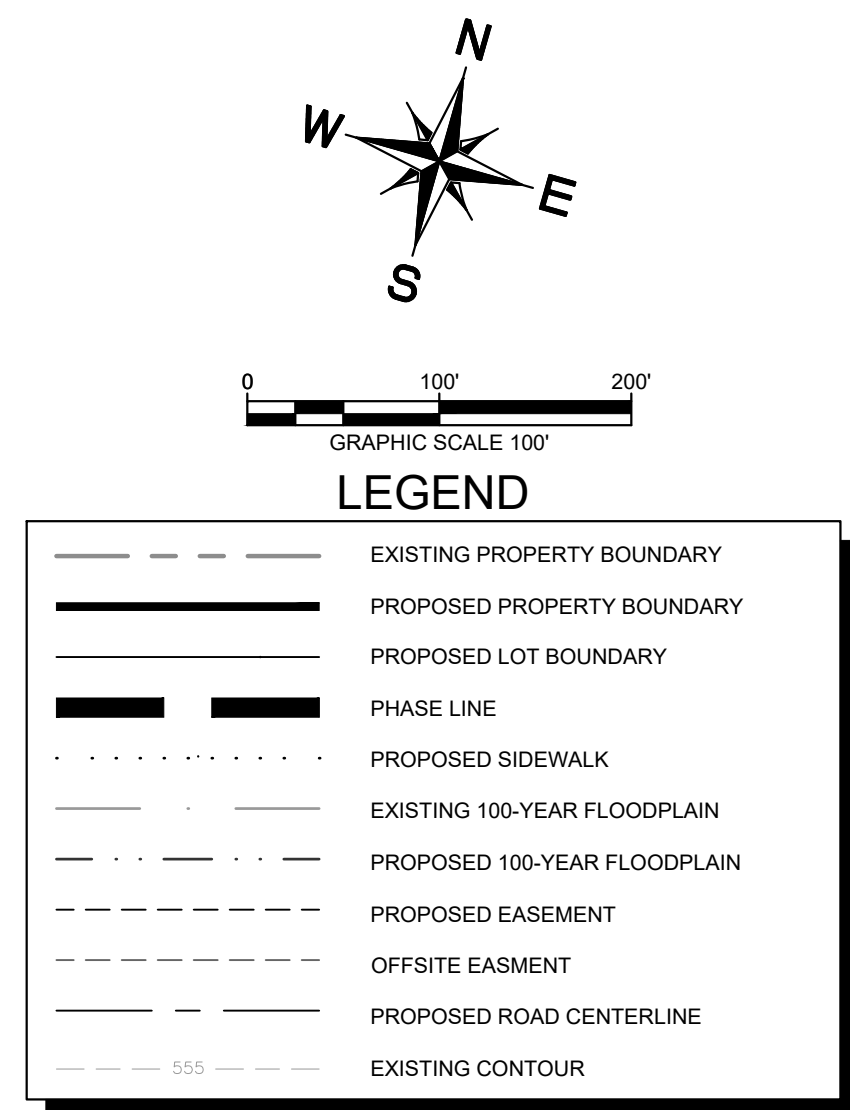 N
W
E
S
0 100' 200'
GRAPHIC SCALE 100'
LEGEND
EXISTING PROPERTY BOUNDARY
PROPOSED PROPERTY BOUNDARY
PROPOSED LOT BOUNDARY
PHASE LINE
PROPOSED SIDEWALK
EXISTING 100-YEAR FLOODPLAIN
PROPOSED 100-YEAR FLOODPLAIN
PROPOSED EASEMENT
OFFSITE EASMENT
PROPOSED ROAD CENTERLINE
555 EXISTING CONTOUR